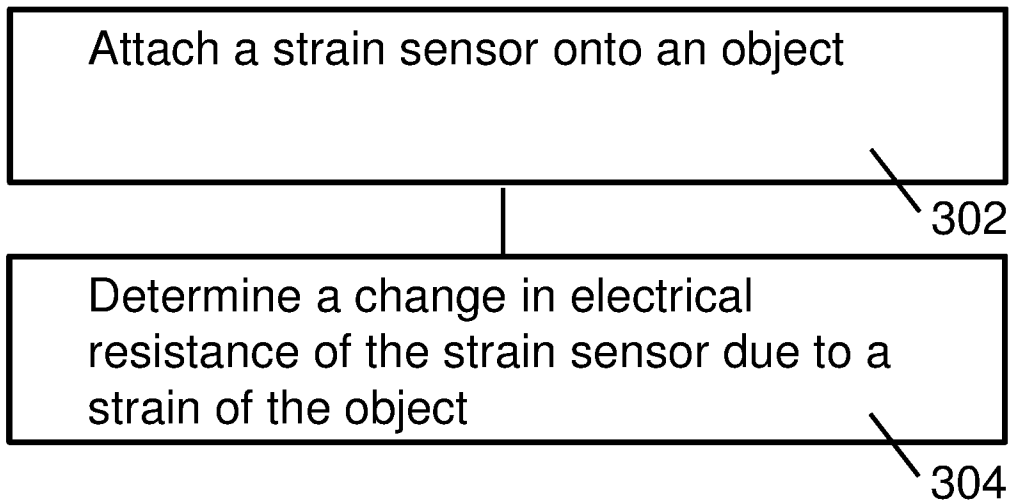 Attach a strain sensor onto an object
302
Determine a change in electrical
resistance of the strain sensor due to a
strain of the object
304